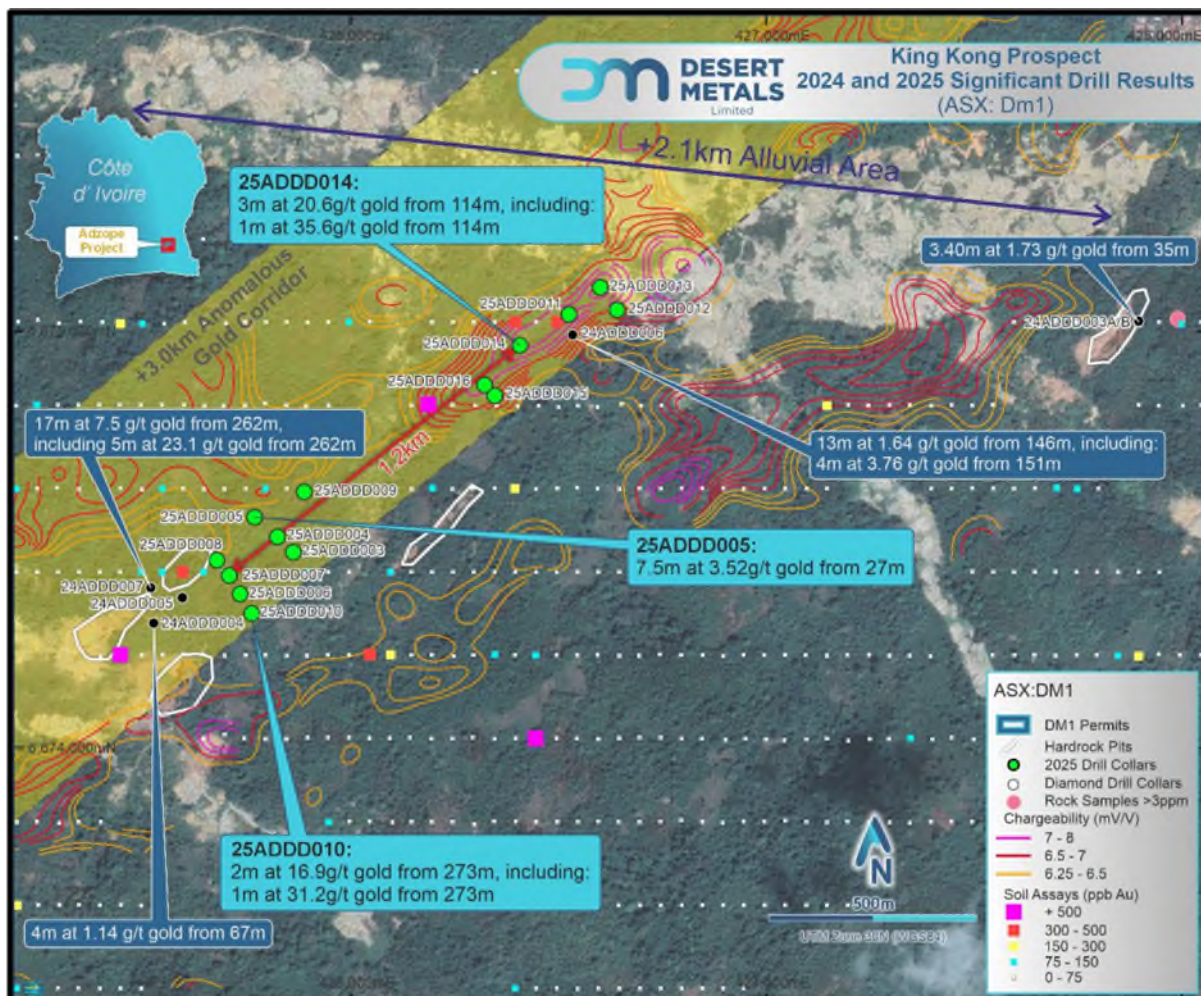 427,000mE
DESERT
METALS
Limited
King Kong Prospect
2024 and 2025 Significant Drill Results
(ASX: Dm1)
+2.1km Alluvial Area
Côte
d' Ivoire
Adzope
Project
25ADDD014:
3m at 20.6g/t gold from 114m, including:
1m at 35.6g/t gold from 114m
3.40m at 1.73 g/t gold from 35m
+3.0km Anomalous
Gold Corridor
25ADDD013
25ADDD011
25ADDD012
24ADDD003A/B
24ADDD006
25ADDD014
25ADDD016
25ADDD015
17m at 7.5 g/t gold from 262m,
including 5m at 23.1 g/t gold from 262m
1.2km
13m at 1.64 g/t gold from 146m, including:
4m at 3.76 g/t gold from 151m
25ADDD009
25ADDD005
25ADDD004
25ADDD003
25ADDD008
25ADDD005:
7.5m at 3.52g/t gold from 27m
24ADDD007
25ADDD007
24ADDD005
25ADDD006
25ADDD010
24ADDD004
674,000mN
25ADDD010:
2m at 16.9g/t gold from 273m, including:
1m at 31.2g/t gold from 273m
4m at 1.14 g/t gold from 67m
N
500m
UTM Zone 30N (WGS84)
ASX:DM1
DM1 Permits
Hardrock Pits
2025 Drill Collars
Diamond Drill Collars
Rock Samples >3ppm
Chargeability (mV/V)
7 - 8
6.5 - 7
6.25 - 6.5
Soil Assays (ppb Au)
+ 500
300 - 500
150 - 300
75 - 150
0 - 75